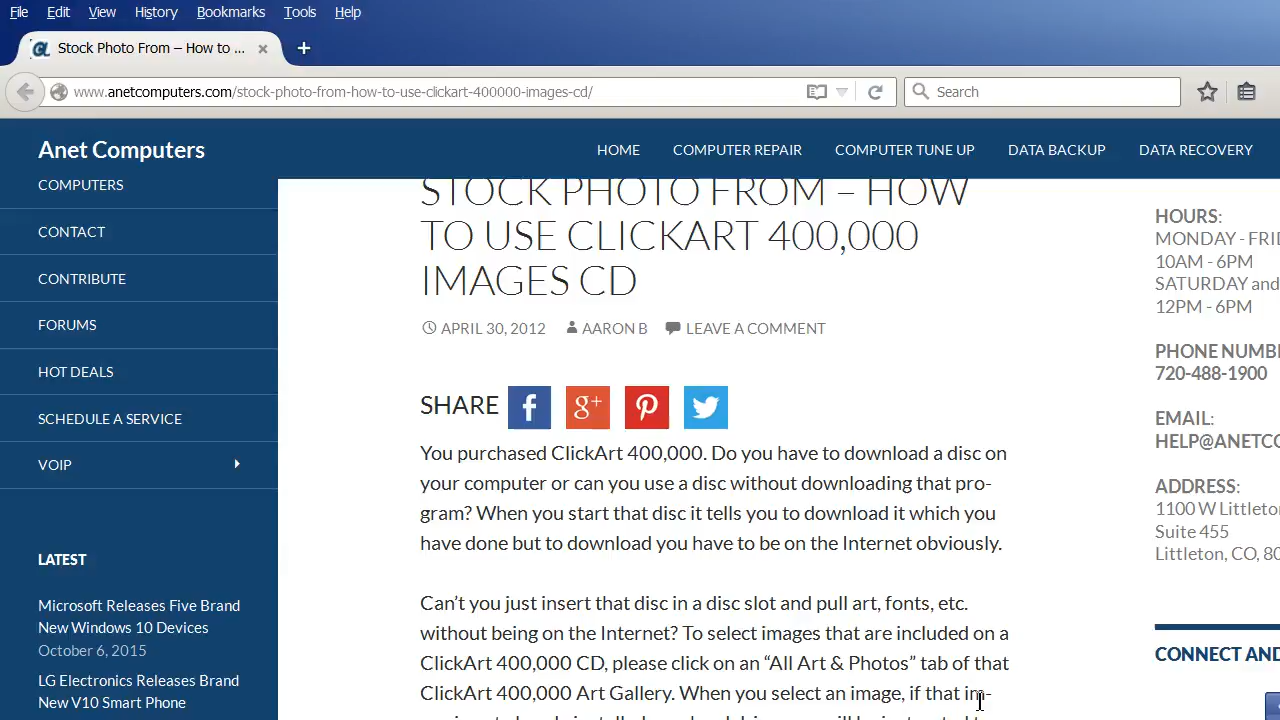 File Edit View History Bookmarks Tools Help
Stock Photo From – How to ...
www.anetcomputers.com/stock-photo-from-how-to-use-clickart-400000-images-cd/
Search
Anet Computers
HOME COMPUTER REPAIR COMPUTER TUNE UP DATA BACKUP DATA RECOVERY
COMPUTERS
CONTACT
CONTRIBUTE
FORUMS
HOT DEALS
SCHEDULE A SERVICE
VOIP
LATEST
Microsoft Releases Five Brand
New Windows 10 Devices
October 6, 2015
LG Electronics Releases Brand
New V10 Smart Phone
STOCK PHOTO FROM – HOW
TO USE CLICKART 400,000
IMAGES CD
APRIL 30, 2012 AARON B LEAVE A COMMENT
SHARE
You purchased ClickArt 400,000. Do you have to download a disc on
your computer or can you use a disc without downloading that pro-
gram? When you start that disc it tells you to download it which you
have done but to download you have to be on the Internet obviously.
Can’t you just insert that disc in a disc slot and pull art, fonts, etc.
without being on the Internet? To select images that are included on a
ClickArt 400,000 CD, please click on an “All Art & Photos” tab of that
ClickArt 400,000 Art Gallery. When you select an image, if that im-
HOURS:
MONDAY - FRID
10AM - 6PM
SATURDAY and
12PM - 6PM
PHONE NUMBE
720-488-1900
EMAIL:
HELP@ANETCO
ADDRESS:
1100 W Littleto
Suite 455
Littleton, CO, 80
CONNECT AND